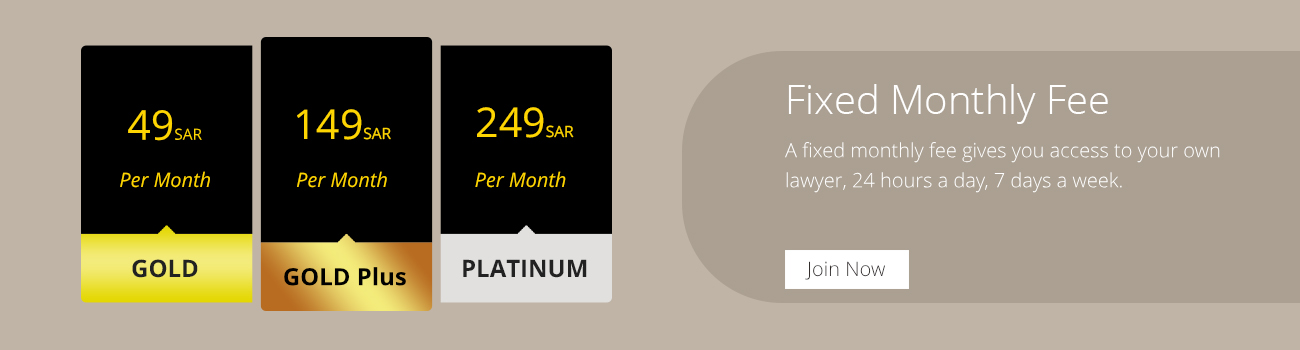 49SAR
Per Month
GOLD
149SAR
Per Month
GOLD Plus
249SAR
Per Month
PLATINUM
Fixed Monthly Fee
A fixed monthly fee gives you access to your own
lawyer, 24 hours a day, 7 days a week.
Join Now